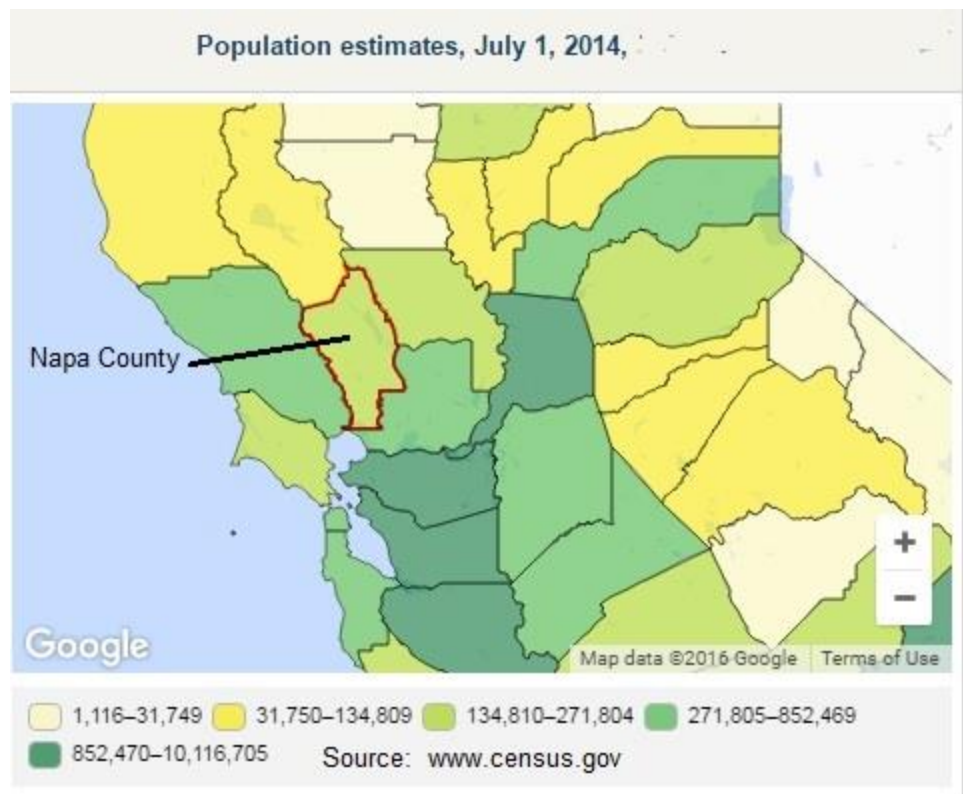 Population estimates, July 1, 2014,
Napa County
+
−
Google
Map data ©2016 Google Terms of Use
1,116–31,749 31,750–134,809 134,810–271,804 271,805–852,469
852,470–10,116,705 Source: www.census.gov